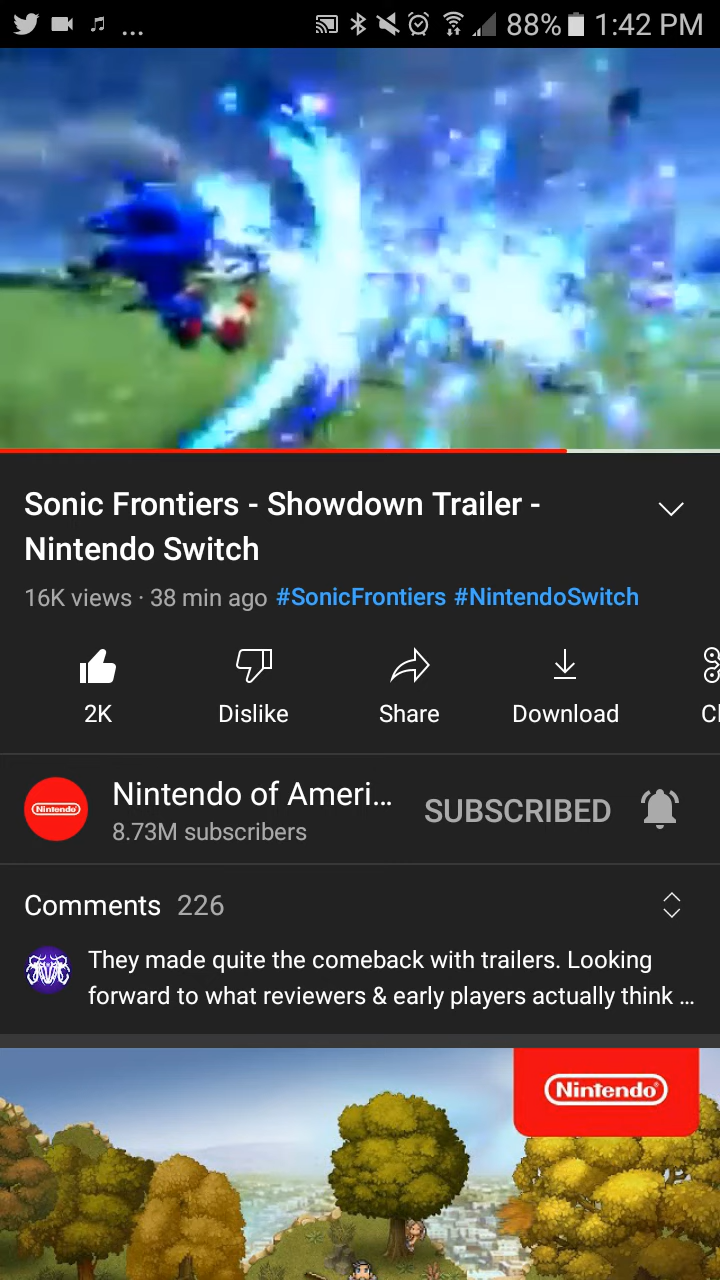 ... 88% 1:42 PM
Sonic Frontiers - Showdown Trailer -
Nintendo Switch
16K views · 38 min ago #SonicFrontiers #NintendoSwitch
2K Dislike Share Download Cl
Nintendo
Nintendo of Ameri...
SUBSCRIBED
8.73M subscribers
Comments 226
They made quite the comeback with trailers. Looking
forward to what reviewers & early players actually think ...
Nintendo